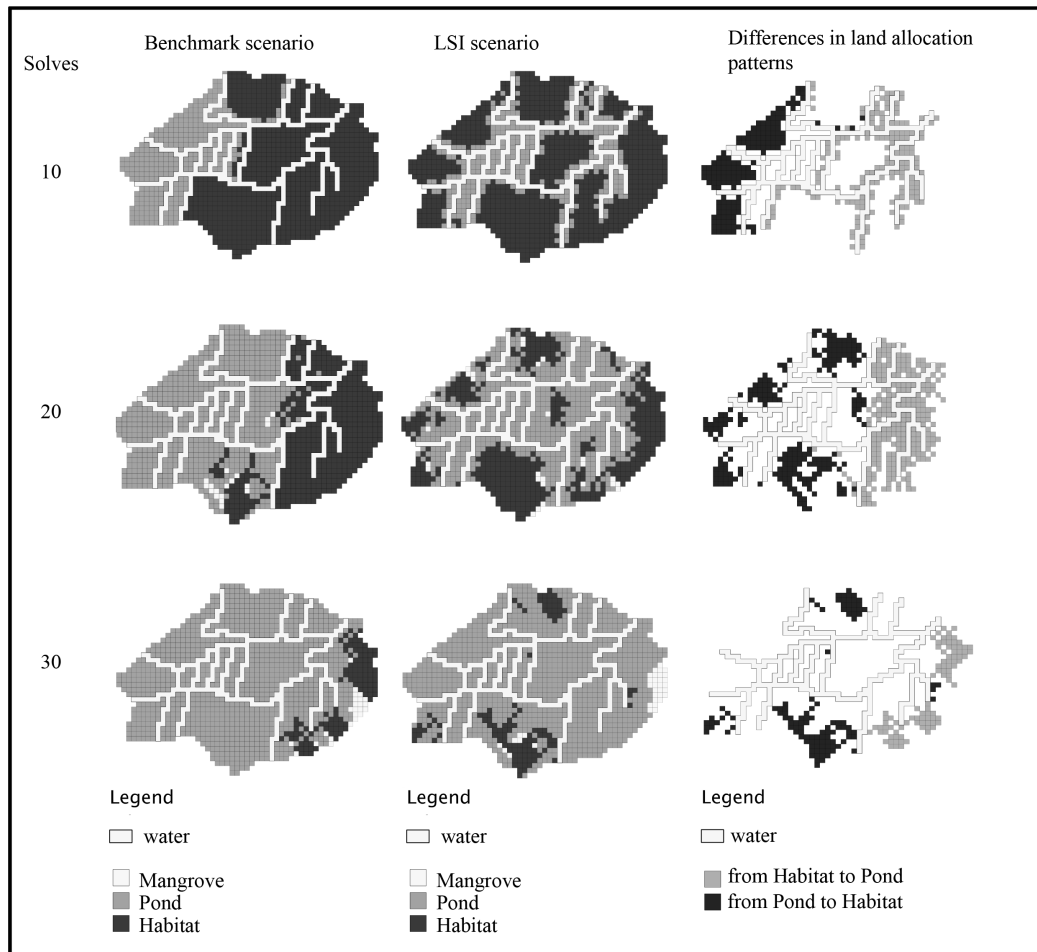 Benchmark scenario
LSI scenario
Differences in land allocation
patterns
Solves
10
20
30
Legend
water
Mangrove
Pond
Habitat
Legend
water
Mangrove
Pond
Habitat
Legend
water
from Habitat to Pond
from Pond to Habitat